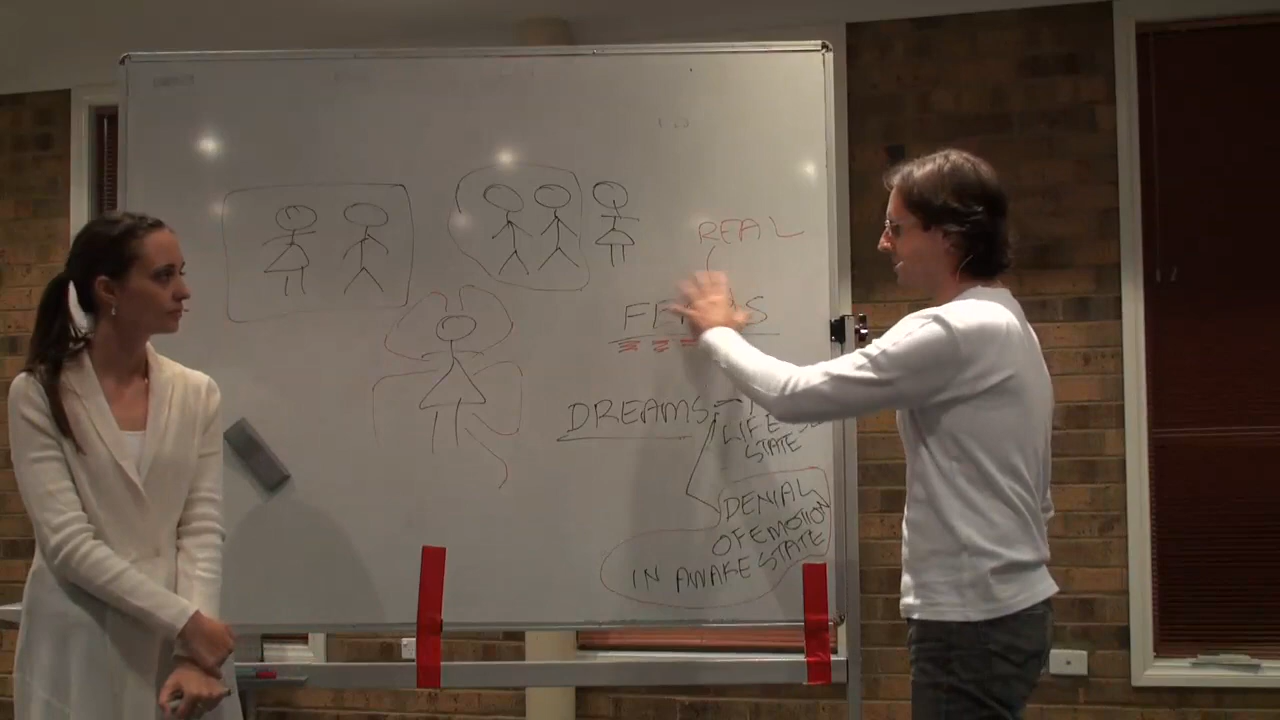 REAL
DREAMS
STATE
DENIAL
OF EMOTION
IN AWAKE STATE